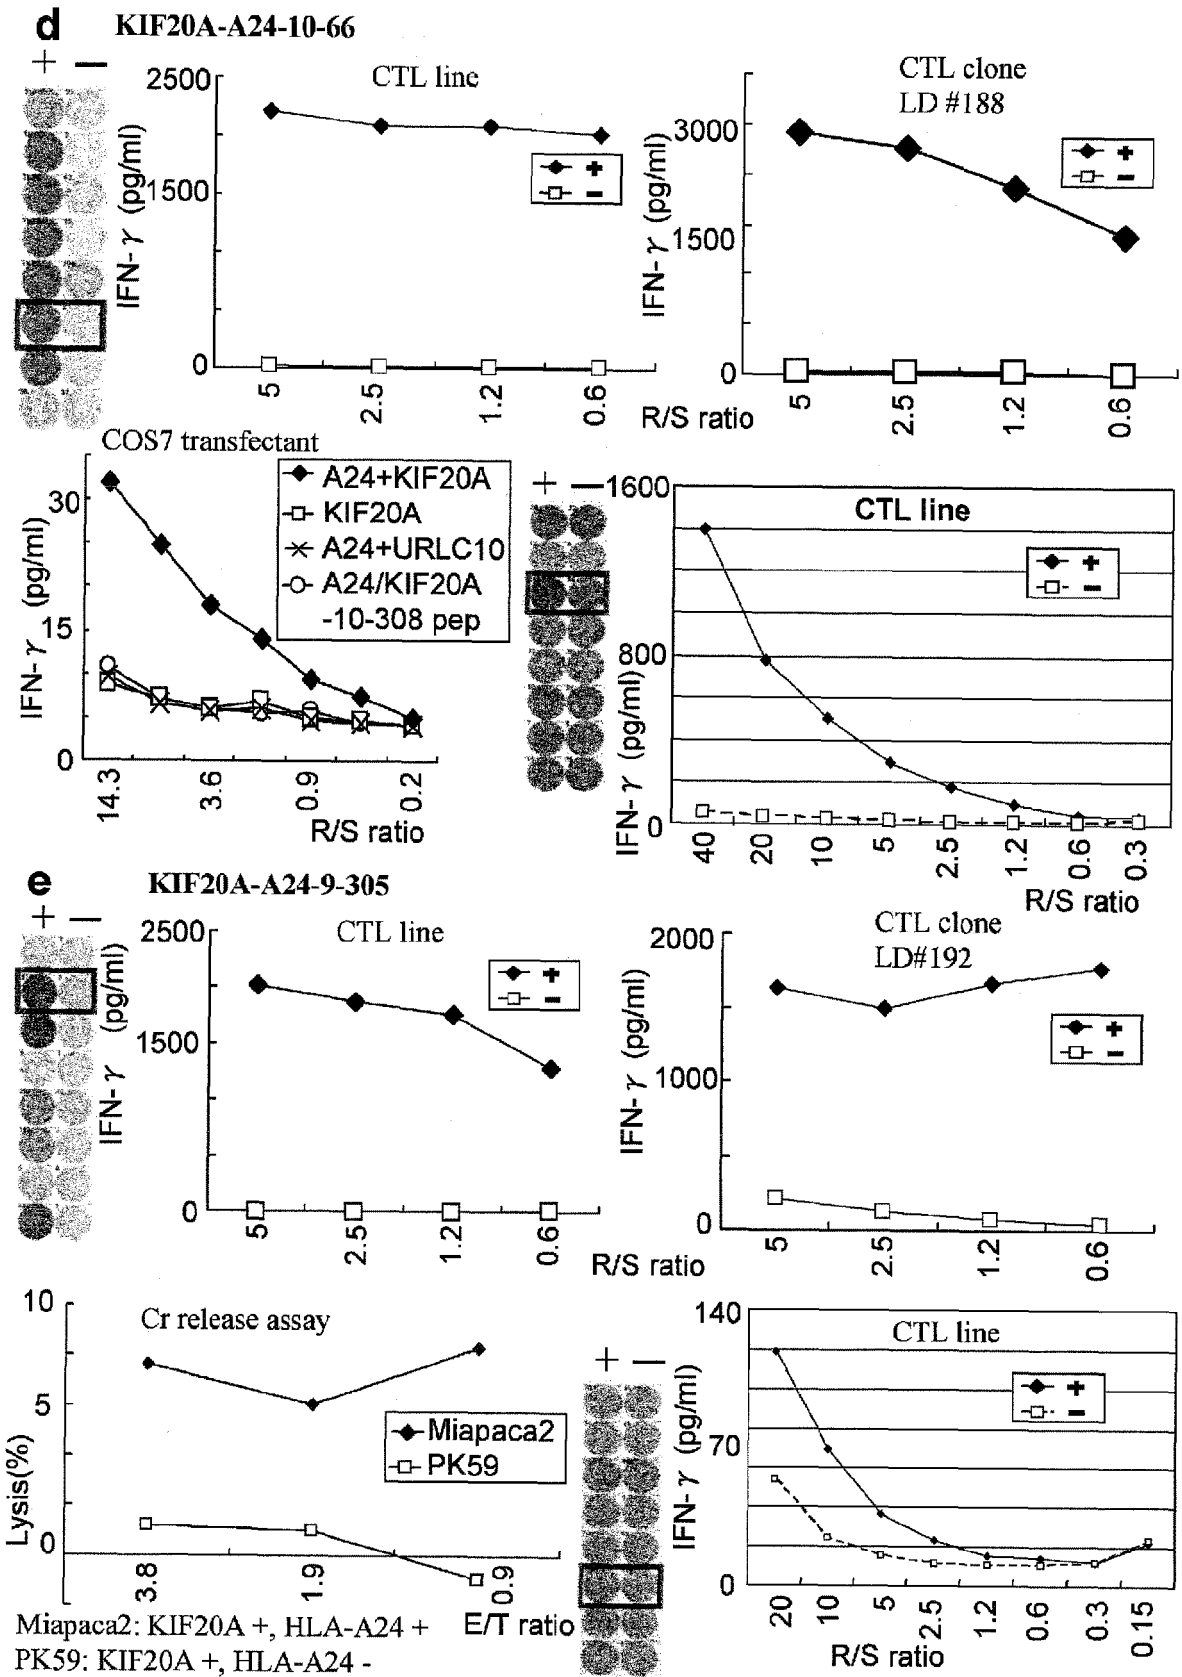 d KIF20A-A24-10-66
+ −
CTL line
2500
1500
0
IFN-γ (pg/ml)
+
−
5 2.5 1.2 0.6
R/S ratio
CTL clone
LD #188
3000
1500
0
IFN-γ (pg/ml)
+
−
5 2.5 1.2 0.6
COS7 transfectant
30
15
0
IFN-γ (pg/ml)
A24+KIF20A
KIF20A
A24+URLC10
A24/KIF20A
-10-308 pep
14.3 3.6 0.9 0.2
R/S ratio
+ −
CTL line
1600
800
0
IFN-γ (pg/ml)
+
−
40 20 10 5 2.5 1.2 0.6 0.3
R/S ratio
e KIF20A-A24-9-305
+ −
CTL line
2500
1500
0
IFN-γ (pg/ml)
+
−
5 2.5 1.2 0.6
R/S ratio
CTL clone
LD#192
2000
1000
0
IFN-γ (pg/ml)
+
−
5 2.5 1.2 0.6
Cr release assay
10
5
0
Lysis(%)
Miapaca2
PK59
3.8 1.9 0.9
E/T ratio
Miapaca2: KIF20A +, HLA-A24 +
PK59: KIF20A +, HLA-A24 -
+ −
CTL line
140
70
0
IFN-γ (pg/ml)
+
−
20 10 5 2.5 1.2 0.6 0.3 0.15
R/S ratio